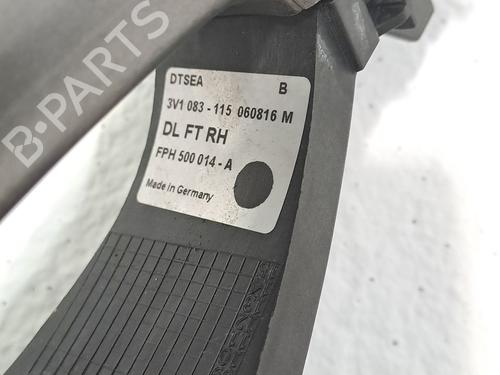 B-PARTS
DTSEA B
3V1 083 - 115 060816 M
DL FT RH
FPH 500 014 - A
Made in Germany